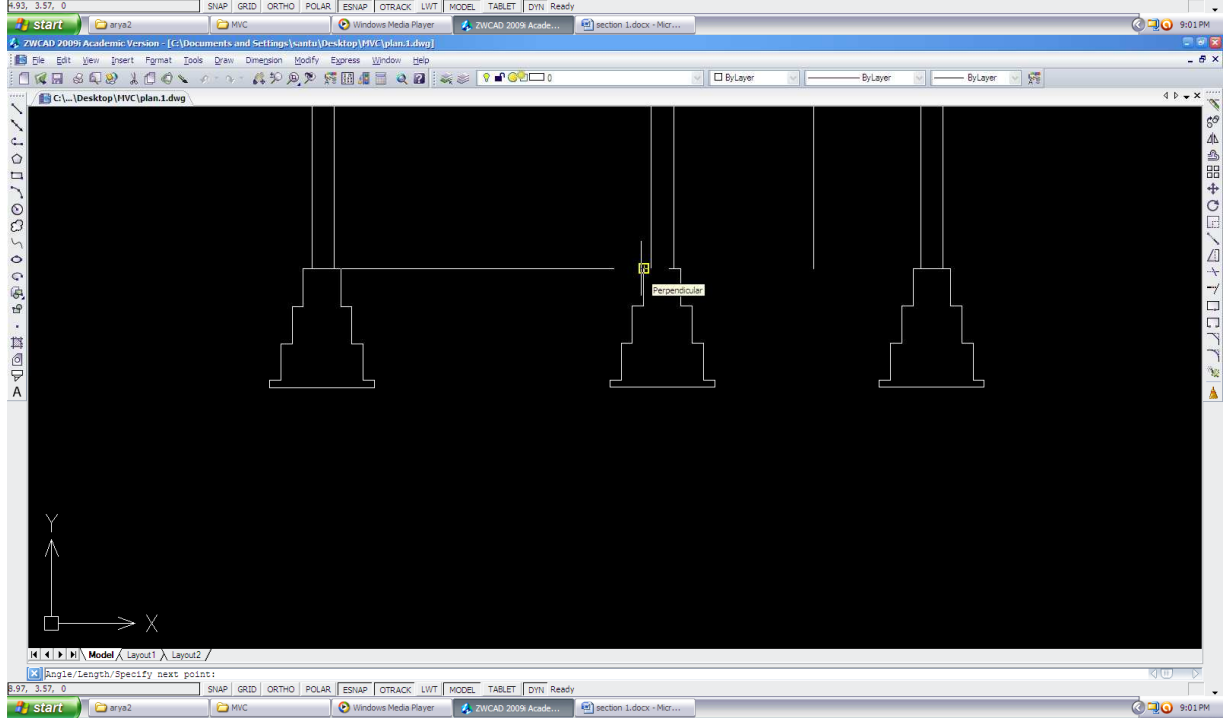 4.93, 3.57, 0 SNAP GRID ORTHO POLAR ESNAP OTRACK LWT MODEL TABLET DYN Ready
start arya2 MVC Windows Media Player ZWCAD 2009i Acade... section 1.docx - Micr... 9:01 PM
ZWCAD 2009i Academic Version - [C:\Documents and Settings\santu\Desktop\MVC\plan.1.dwg]
File Edit View Insert Format Tools Draw Dimension Modify Express Window Help
0 ByLayer ByLayer ByLayer
C:\...\Desktop\MVC\plan.1.dwg
A
Perpendicular
Y
X
Model Layout1 Layout2
Angle/Length/Specify next point:
8.97, 3.57, 0 SNAP GRID ORTHO POLAR ESNAP OTRACK LWT MODEL TABLET DYN Ready
start arya2 MVC Windows Media Player ZWCAD 2009i Acade... section 1.docx - Micr... 9:01 PM